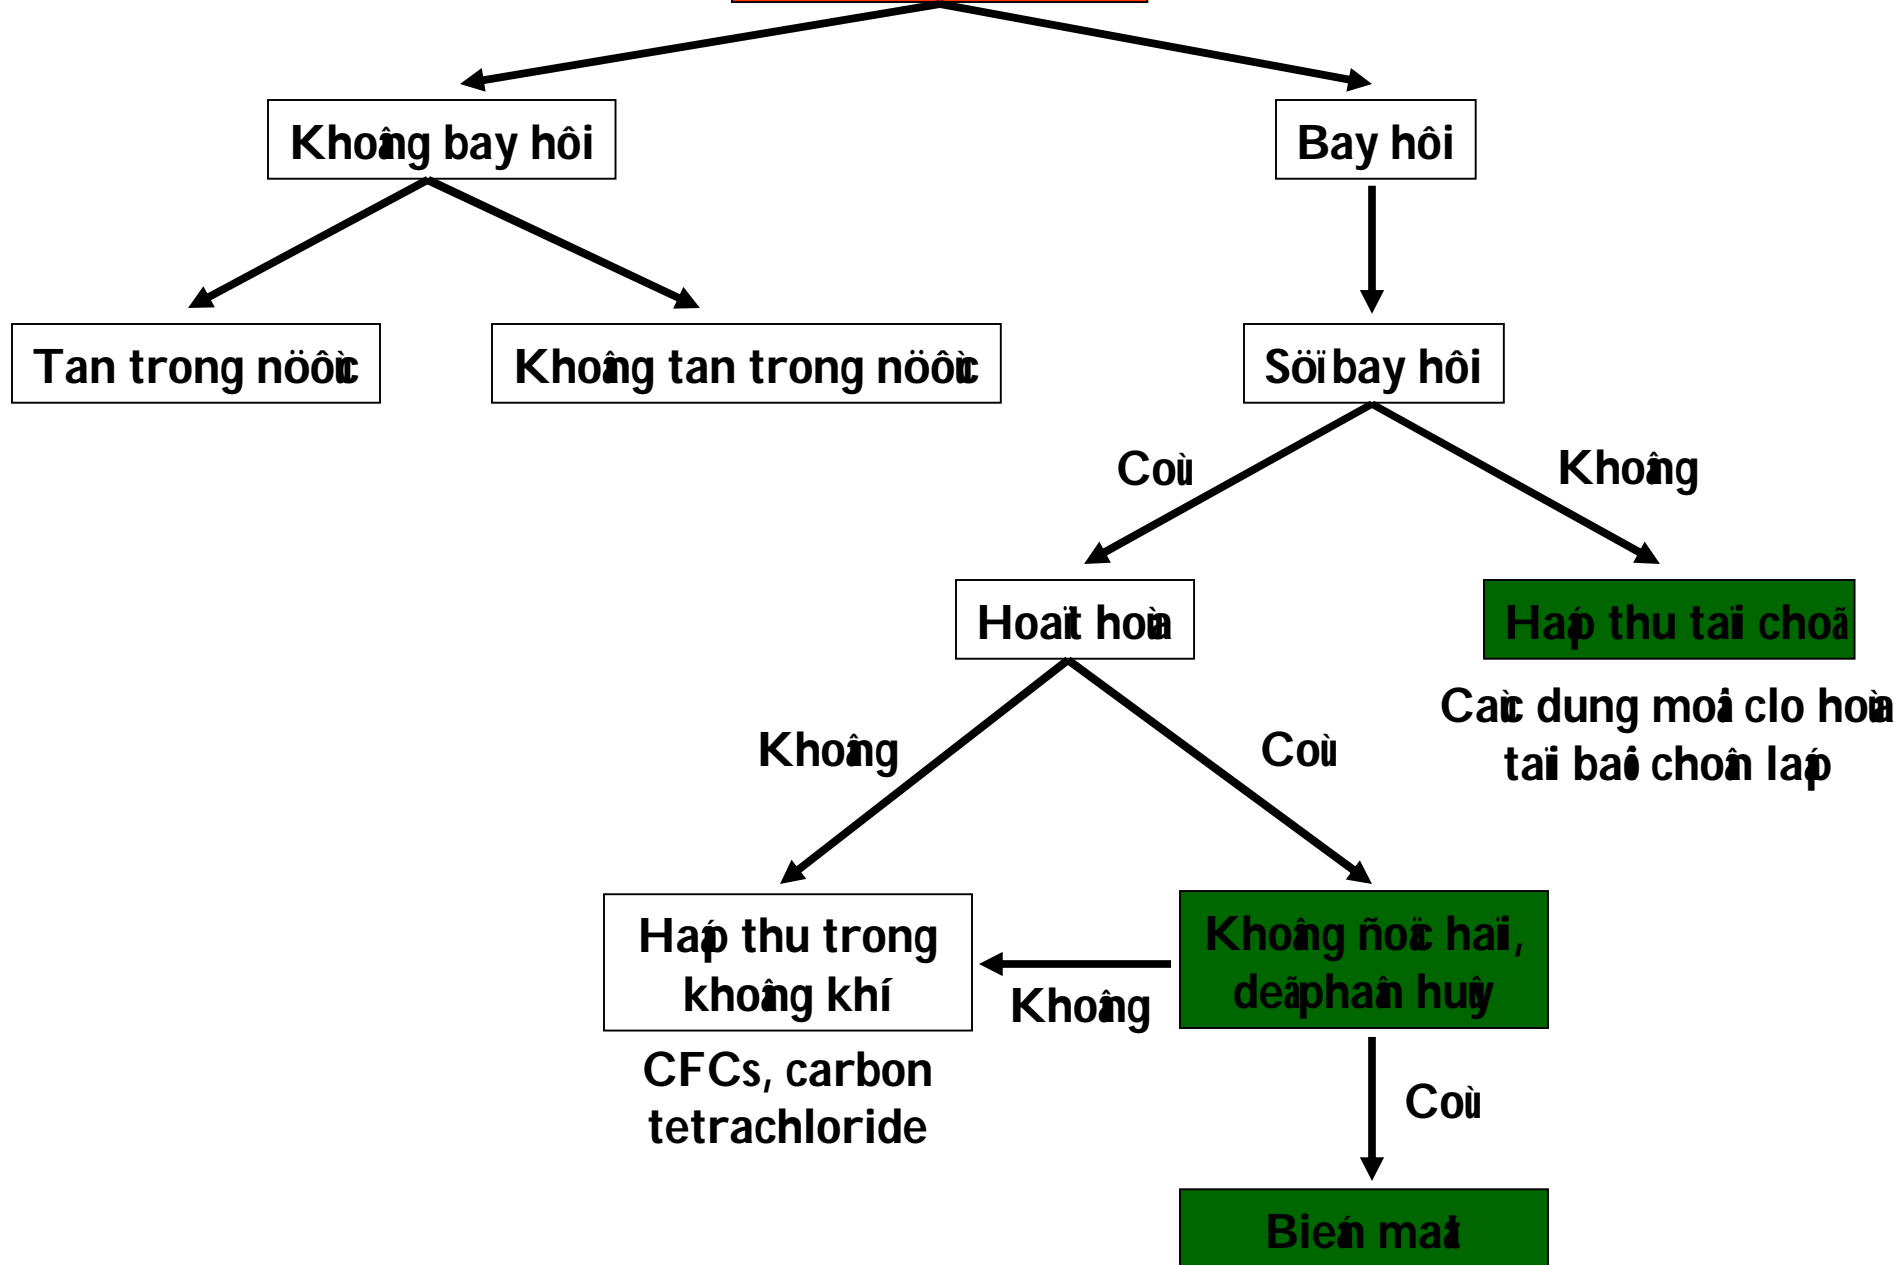 Khoâng bay hôi
Bay hôi
Tan trong nöôùc
Khoâng tan trong nöôùc
Söï bay hôi
Coù
Khoâng
Hoaït hoùa
Haáp thu taïi choã
Caùc dung moâi clo hoùa
taïi baõi choân laáp
Khoâng
Coù
Haáp thu trong
khoâng khí
Khoâng
Khoâng ñoäc haïi,
deã phaân huûy
CFCs, carbon
tetrachloride
Coù
Bieán maát